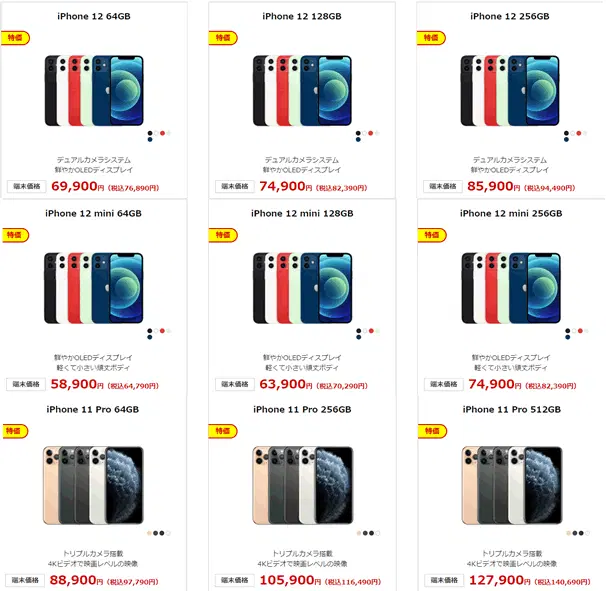 iPhone 12 64GB
特価
デュアルカメラシステム
鮮やかOLEDディスプレイ
端末価格 69,900円（税込76,890円）
iPhone 12 128GB
特価
デュアルカメラシステム
鮮やかOLEDディスプレイ
端末価格 74,900円（税込82,390円）
iPhone 12 256GB
特価
デュアルカメラシステム
鮮やかOLEDディスプレイ
端末価格 85,900円（税込94,490円）
iPhone 12 mini 64GB
特価
鮮やかOLEDディスプレイ
軽くて小さい頑丈ボディ
端末価格 58,900円（税込64,790円）
iPhone 12 mini 128GB
特価
鮮やかOLEDディスプレイ
軽くて小さい頑丈ボディ
端末価格 63,900円（税込70,290円）
iPhone 12 mini 256GB
特価
鮮やかOLEDディスプレイ
軽くて小さい頑丈ボディ
端末価格 74,900円（税込82,390円）
iPhone 11 Pro 64GB
特価
トリプルカメラ搭載
4Kビデオで映画レベルの映像
端末価格 88,900円（税込97,790円）
iPhone 11 Pro 256GB
特価
トリプルカメラ搭載
4Kビデオで映画レベルの映像
端末価格 105,900円（税込116,490円）
iPhone 11 Pro 512GB
特価
トリプルカメラ搭載
4Kビデオで映画レベルの映像
端末価格 127,900円（税込140,690円）